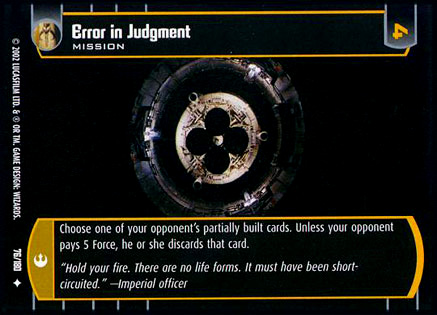 Error in Judgment
MISSION
4
Choose one of your opponent's partially built cards. Unless your opponent
pays 5 Force, he or she discards that card.
"Hold your fire. There are no life forms. It must have been short-
circuited." –Imperial officer
© 2002 LUCASFILM LTD. & ® OR TM. GAME DESIGN: WIZARDS.
76/180